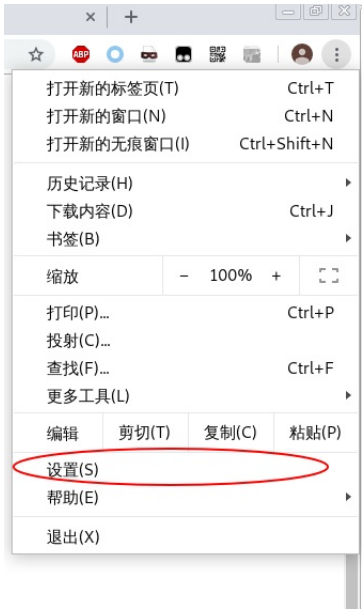 ABP
打开新的标签页(T) Ctrl+T
打开新的窗口(N) Ctrl+N
打开新的无痕窗口(I) Ctrl+Shift+N
历史记录(H)
下载内容(D) Ctrl+J
书签(B)
缩放 − 100% +
打印(P)... Ctrl+P
投射(C)...
查找(F)... Ctrl+F
更多工具(L)
编辑 剪切(T) 复制(C) 粘贴(P)
设置(S)
帮助(E)
退出(X)